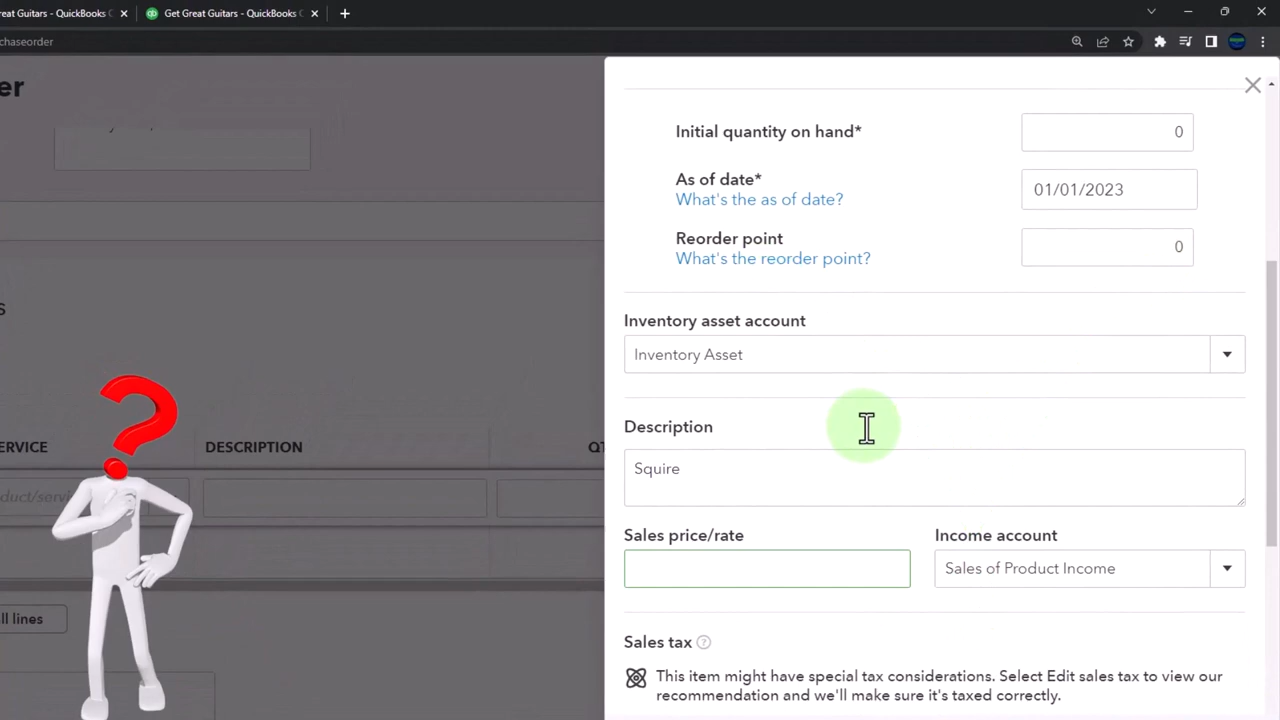 Get Great Guitars - QuickBooks
Get Great Guitars - QuickBooks
chaseorder
er
Initial quantity on hand* 0
As of date* 01/01/2023
What's the as of date?
Reorder point 0
What's the reorder point?
Inventory asset account
Inventory Asset
Description
ERVICE DESCRIPTION QT
Squire
duct/servi
Sales price/rate Income account
Sales of Product Income
ll lines
Sales tax ?
This item might have special tax considerations. Select Edit sales tax to view our
recommendation and we'll make sure it's taxed correctly.